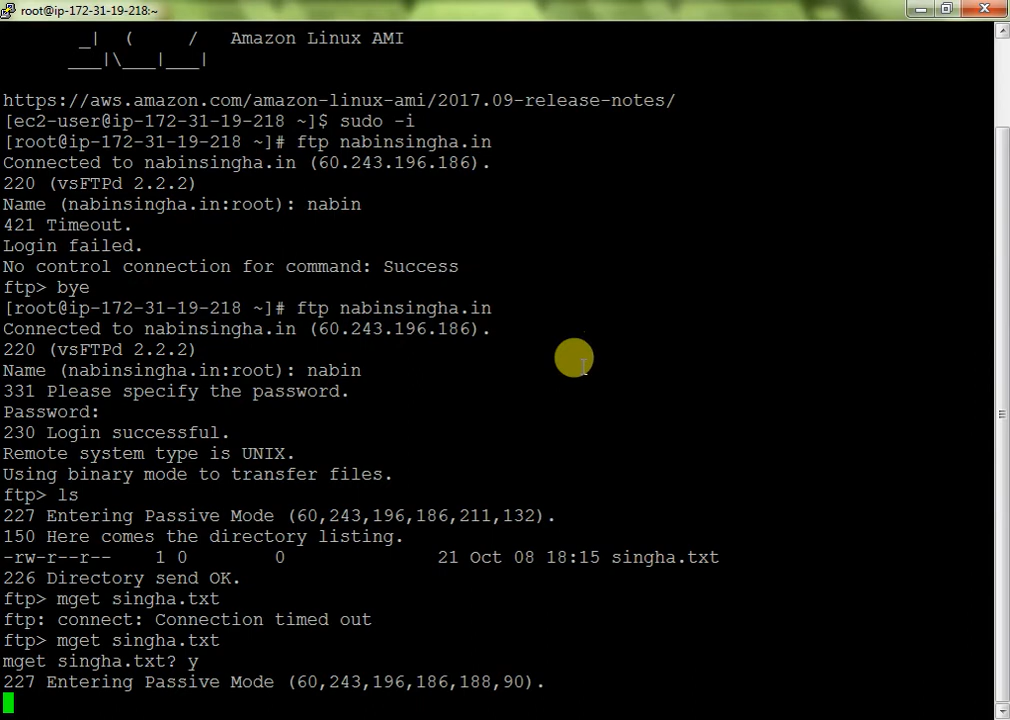 root@ip-172-31-19-218:~
_|  (     /   Amazon Linux AMI
___|\___|___|
https://aws.amazon.com/amazon-linux-ami/2017.09-release-notes/
[ec2-user@ip-172-31-19-218 ~]$ sudo -i
[root@ip-172-31-19-218 ~]# ftp nabinsingha.in
Connected to nabinsingha.in (60.243.196.186).
220 (vsFTPd 2.2.2)
Name (nabinsingha.in:root): nabin
421 Timeout.
Login failed.
No control connection for command: Success
ftp> bye
[root@ip-172-31-19-218 ~]# ftp nabinsingha.in
Connected to nabinsingha.in (60.243.196.186).
220 (vsFTPd 2.2.2)
Name (nabinsingha.in:root): nabin
331 Please specify the password.
Password:
230 Login successful.
Remote system type is UNIX.
Using binary mode to transfer files.
ftp> ls
227 Entering Passive Mode (60,243,196,186,211,132).
150 Here comes the directory listing.
-rw-r--r--    1 0        0              21 Oct 08 18:15 singha.txt
226 Directory send OK.
ftp> mget singha.txt
ftp: connect: Connection timed out
ftp> mget singha.txt
mget singha.txt? y
227 Entering Passive Mode (60,243,196,186,188,90).